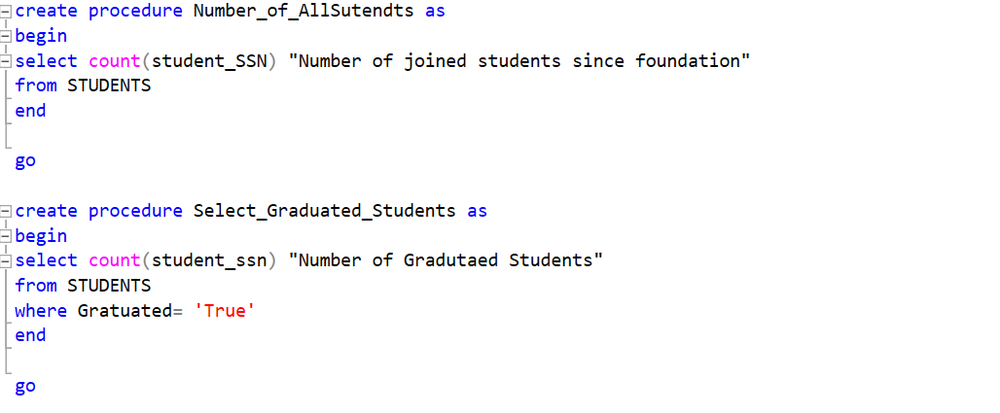 create procedure Number_of_AllSutendts as
begin
select count(student_SSN) "Number of joined students since foundation"
from STUDENTS
end
go
create procedure Select_Graduated_Students as
begin
select count(student_ssn) "Number of Gradutaed Students"
from STUDENTS
where Gratuated= 'True'
end
go